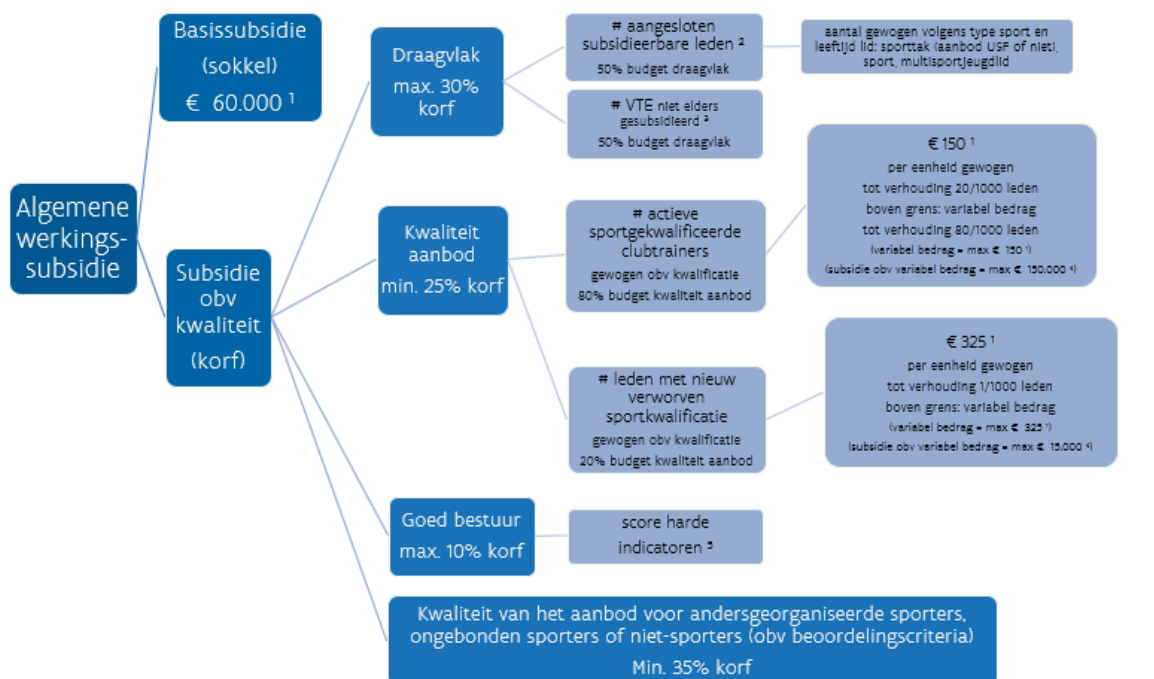 Algemene
werkings-
subsidie
Basissubsidie
(sokkel)
€ 60.000 ¹
Subsidie
obv
kwaliteit
(korf)
Draagvlak
max. 30%
korf
# aangesloten
subsidieerbare leden ²
50% budget draagvlak
aantal gewogen volgens type sport en
leeftijd lid: sporttak (aanbod USF of niet),
sport, multisportjeugdlid
# VTE niet elders
gesubsidieerd ³
50% budget draagvlak
Kwaliteit
aanbod
min. 25% korf
# actieve
sportgekwalificeerde
clubtrainers
gewogen obv kwalificatie
80% budget kwaliteit aanbod
€ 150 ¹
per eenheid gewogen
tot verhouding 20/1000 leden
boven grens: variabel bedrag
tot verhouding 80/1000 leden
(variabel bedrag = max € 150 ¹)
(subsidie obv variabel bedrag = max € 150.000 ⁴)
# leden met nieuw
verworven
sportkwalificatie
gewogen obv kwalificatie
20% budget kwaliteit aanbod
€ 325 ¹
per eenheid gewogen
tot verhouding 1/1000 leden
boven grens: variabel bedrag
(variabel bedrag = max € 325 ¹)
(subsidie obv variabel bedrag = max € 15.000 ⁴)
Goed bestuur
max. 10% korf
score harde
indicatoren ⁵
Kwaliteit van het aanbod voor andersgeorganiseerde sporters,
ongebonden sporters of niet-sporters (obv beoordelingscriteria)
Min. 35% korf